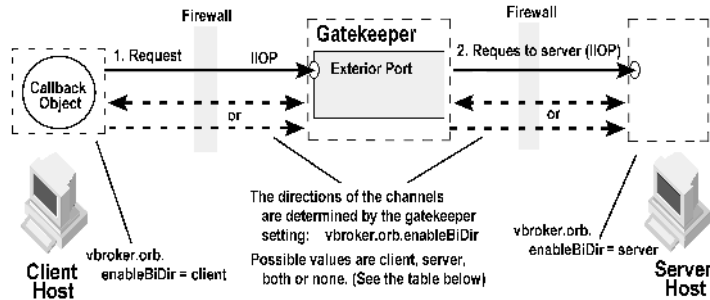 Firewall
Firewall
Gatekeeper
1. Request
IIOP
2. Reques to server (IIOP)
Exterior Port
Callback
Object
or
or
The directions of the channels
are determined by the gatekeeper
setting: vbroker.orb.enableBiDir
Possible values are client, server,
both or none. (See the table below)
vbroker.orb.
enableBiDir = client
vbroker.orb.
enableBiDir = server
Client
Host
Server
Host